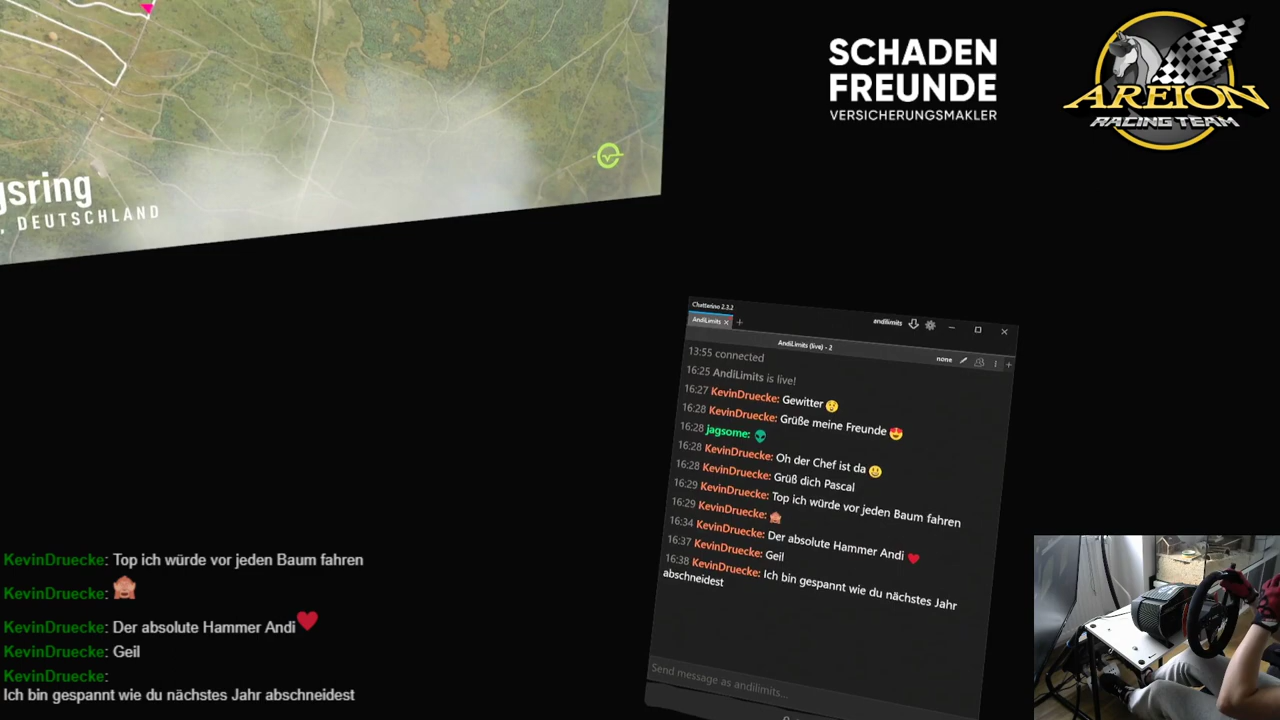 SCHADEN
FREUNDE
VERSICHERUNGSMAKLER
AREION
RACING TEAM
gsring
, DEUTSCHLAND
Chatterino 2.3.2
andilimits
AndiLimits × +
AndiLimits (live) - 2
none
13:55 connected
16:25 AndiLimits is live!
16:27 KevinDruecke: Gewitter 😲
16:28 KevinDruecke: Grüße meine Freunde 😍
16:28 jagsome: 👽
16:28 KevinDruecke: Oh der Chef ist da 😃
16:28 KevinDruecke: Grüß dich Pascal
16:29 KevinDruecke: Top ich würde vor jeden Baum fahren
16:29 KevinDruecke: 🙈
16:34 KevinDruecke: Der absolute Hammer Andi ❤️
16:37 KevinDruecke: Geil
16:38 KevinDruecke: Ich bin gespannt wie du nächstes Jahr
abschneidest
Send message as andilimits...
KevinDruecke: Top ich würde vor jeden Baum fahren
KevinDruecke: 🙈
KevinDruecke: Der absolute Hammer Andi❤️
KevinDruecke: Geil
KevinDruecke:
Ich bin gespannt wie du nächstes Jahr abschneidest